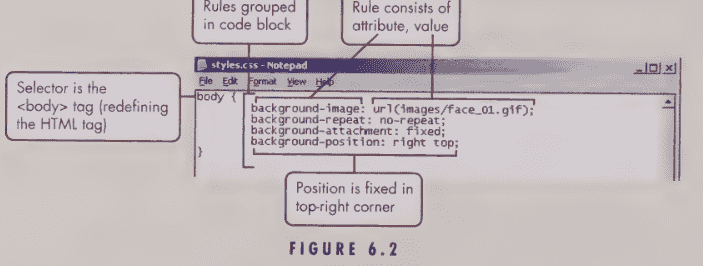 Rules grouped
in code block
Rule consists of
attribute, value
styles.css - Notepad
File Edit Format View Help
Selector is the
<body> tag (redefining
the HTML tag)
body {
background-image: url(images/face_01.gif);
background-repeat: no-repeat;
background-attachment: fixed;
background-position: right top;
}
Position is fixed in
top-right corner
FIGURE 6.2